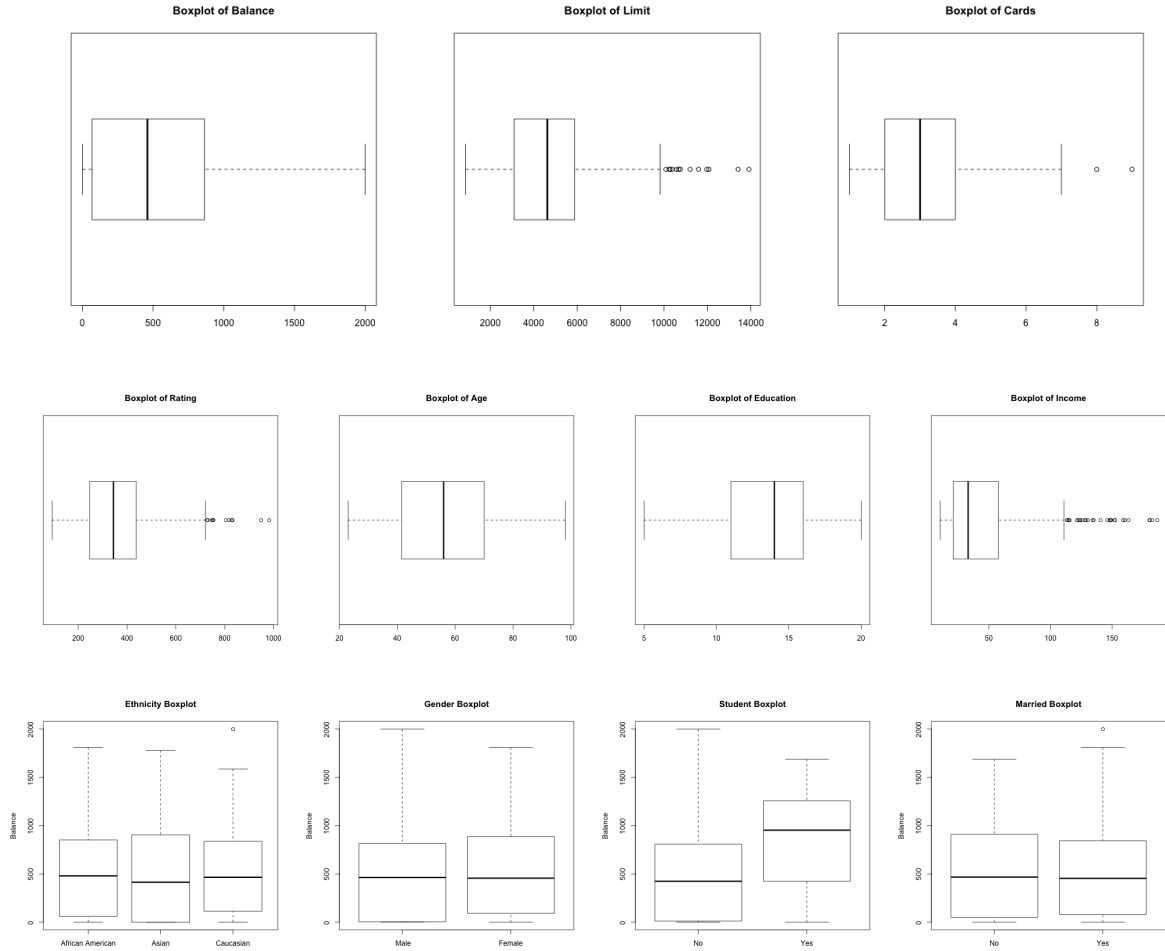 Boxplot of Balance
Boxplot of Limit
Boxplot of Cards
0 500 1000 1500 2000
2000 4000 6000 8000 10000 12000 14000
2 4 6 8
Boxplot of Rating
Boxplot of Age
Boxplot of Education
Boxplot of Income
200 400 600 800 1000
20 40 60 80 100
5 10 15 20
50 100 150
Ethnicity Boxplot
Gender Boxplot
Student Boxplot
Married Boxplot
Balance
0 500 1000 1500 2000
African American Asian Caucasian
Balance
0 500 1000 1500 2000
Male Female
Balance
0 500 1000 1500 2000
No Yes
Balance
0 500 1000 1500 2000
No Yes